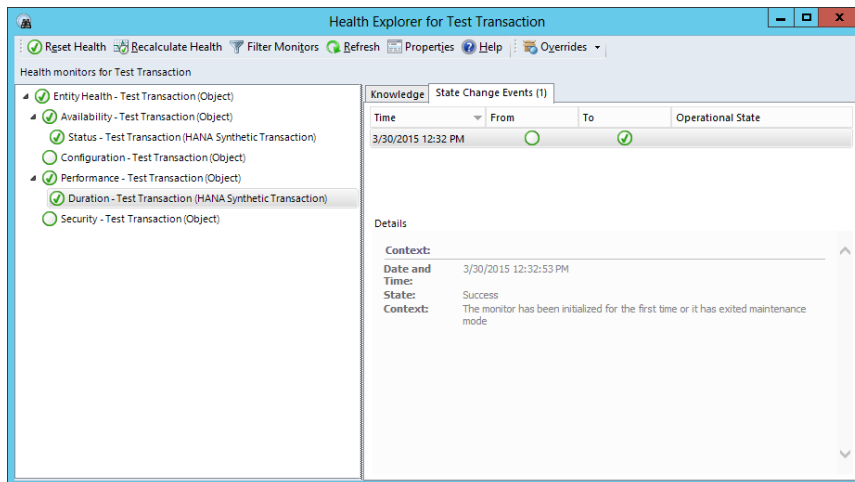 Health Explorer for Test Transaction
Reset Health Recalculate Health Filter Monitors Refresh Properties Help Overrides
Health monitors for Test Transaction
Entity Health - Test Transaction (Object)
Availability - Test Transaction (Object)
Status - Test Transaction (HANA Synthetic Transaction)
Configuration - Test Transaction (Object)
Performance - Test Transaction (Object)
Duration - Test Transaction (HANA Synthetic Transaction)
Security - Test Transaction (Object)
Knowledge State Change Events (1)
Time From To Operational State
3/30/2015 12:32 PM
Details
Context:
Date and Time: 3/30/2015 12:32:53 PM
State: Success
Context: The monitor has been initialized for the first time or it has exited maintenance
mode